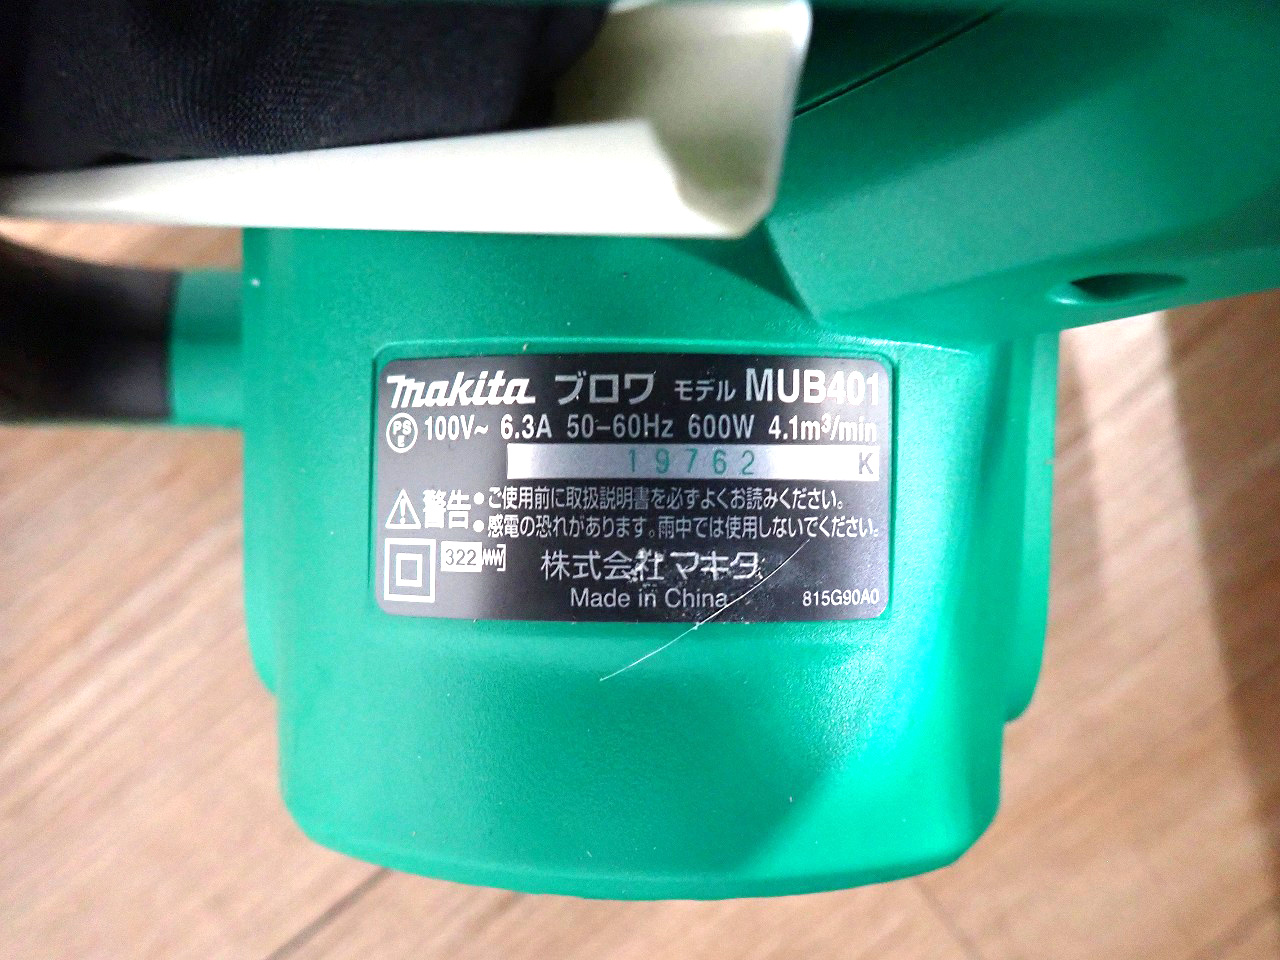 makita ブロワ モデル MUB401
PS E 100V~ 6.3A 50-60Hz 600W 4.1m³/min
19762 K
警告 ●ご使用前に取扱説明書を必ずよくお読みください。
●感電の恐れがあります。雨中では使用しないでください。
322 株式会社マキタ
Made in China 815G90A0